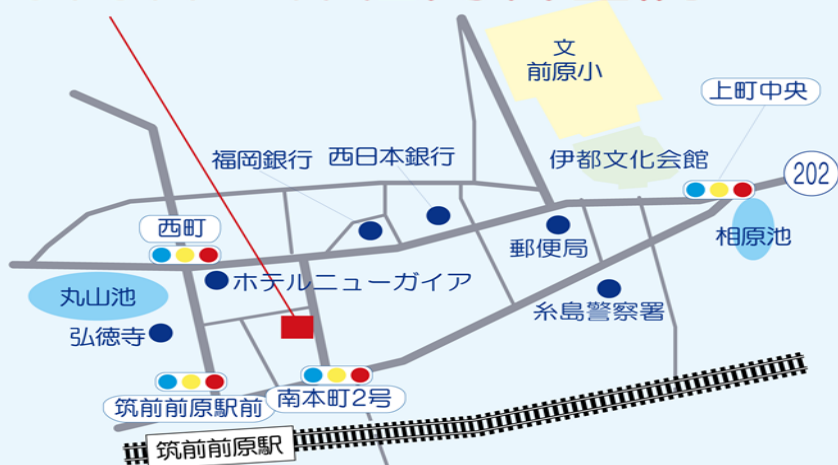 文
前原小
上町中央
福岡銀行
西日本銀行
伊都文化会館
202
西町
郵便局
相原池
丸山池
ホテルニューガイア
糸島警察署
弘徳寺
筑前前原駅前
南本町2号
筑前前原駅